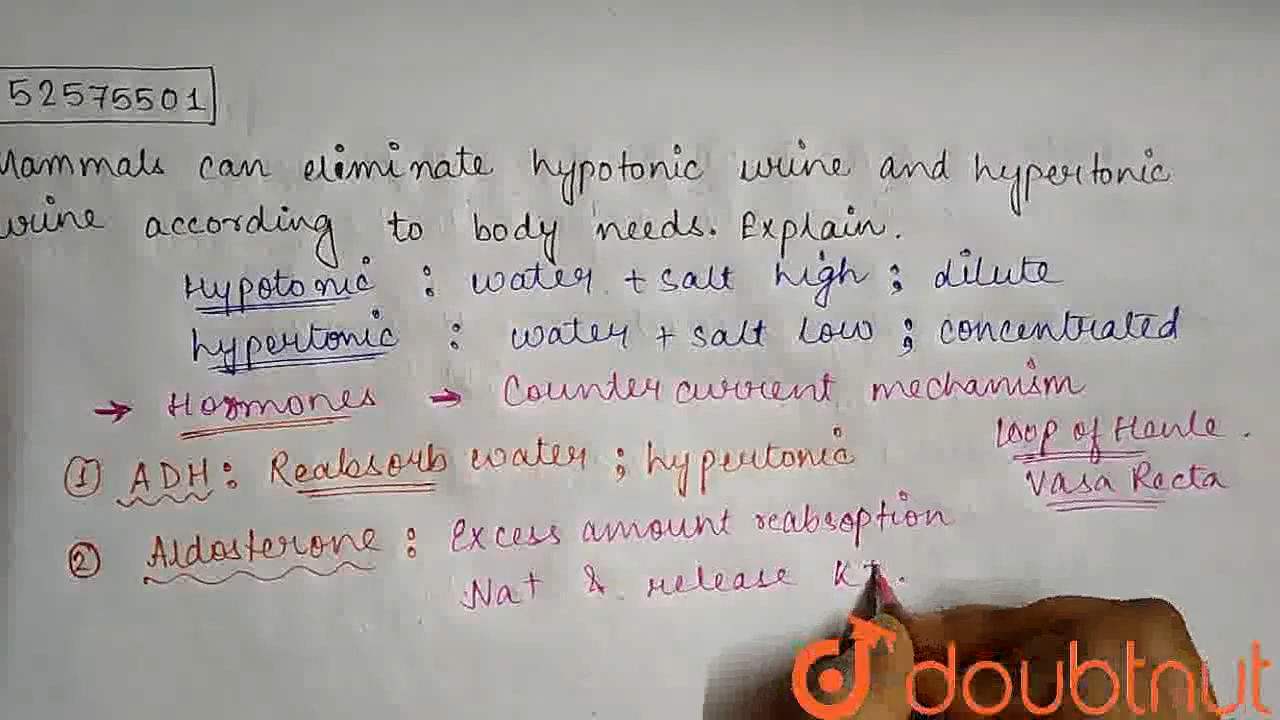 52575501
Mammals can eliminate hypotonic urine and hypertonic
urine according to body needs. Explain.
Hypotonic : water + salt high ; dilute
hypertonic : water + salt low ; concentrated
→ Hormones → Counter current mechanism
Loop of Henle.
Vasa Recta
① ADH : Reabsorb water ; hypertonic
② Aldosterone : Excess amount reabsoption
Na+ & release K+.
doubtnut